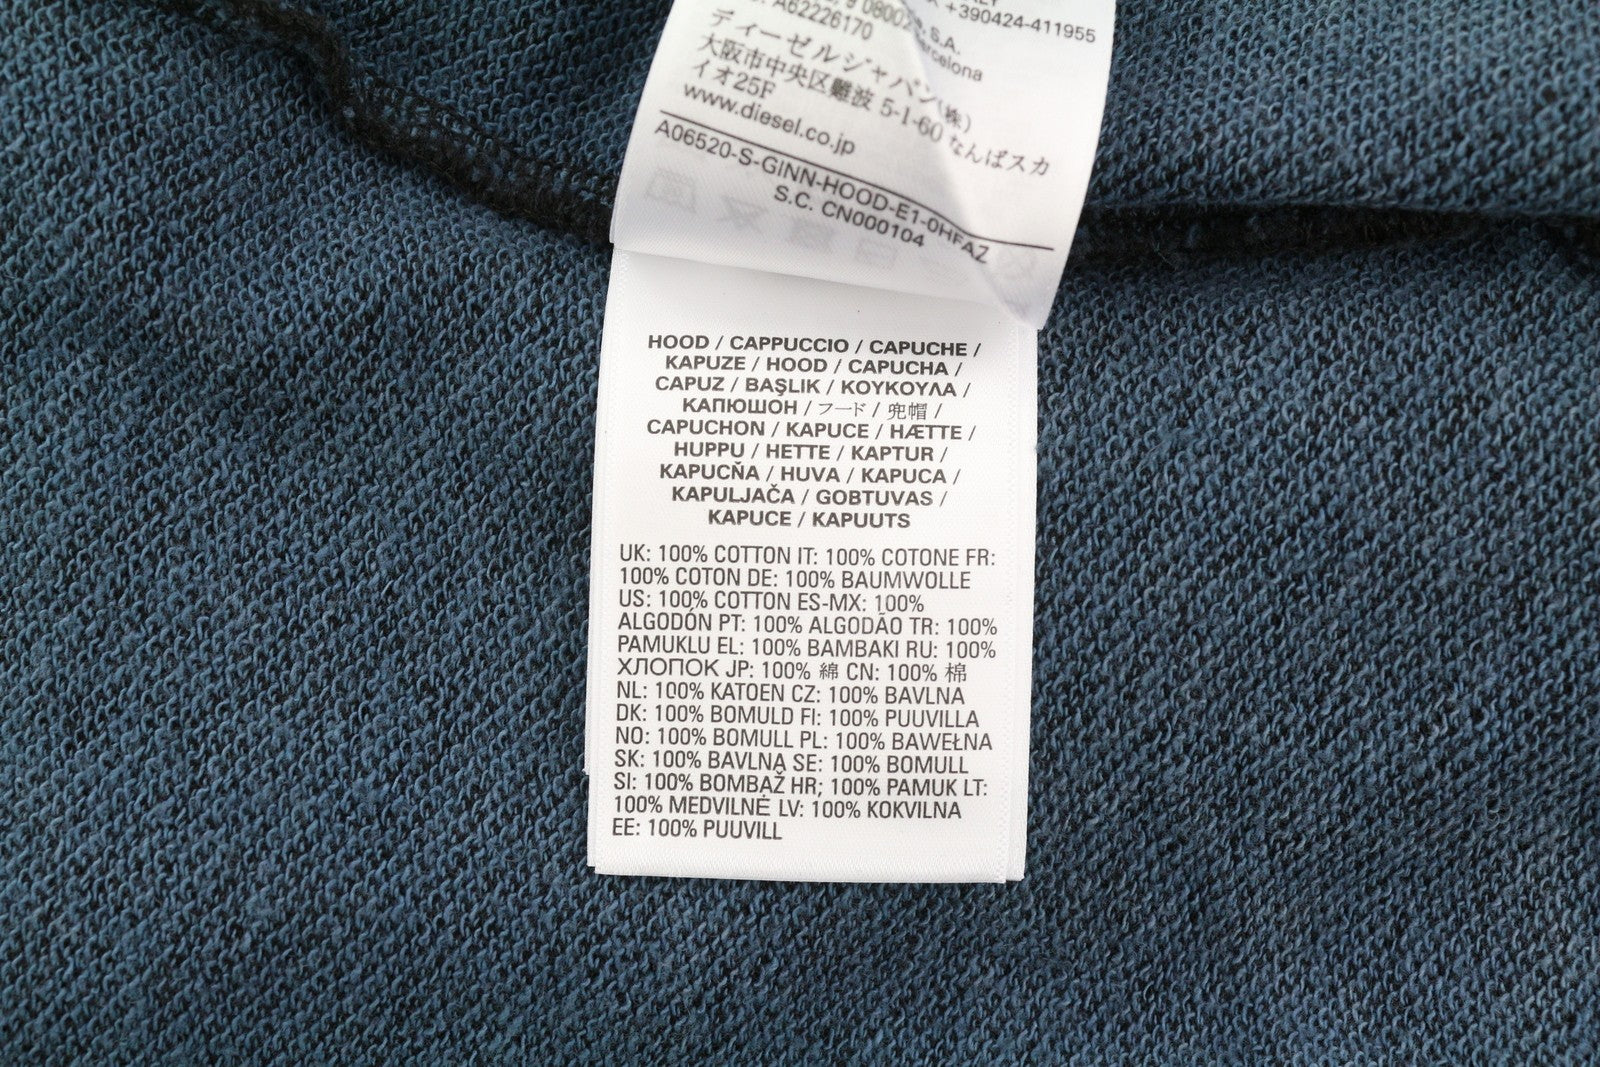 +390424-411955
A62226170
ディーゼルジャパン(株)
大阪市中央区難波 5-1-60 なんばスカ
イオ25F
www.diesel.co.jp
A06520-S-GINN-HOOD-E1-0HFAZ
S.C. CN000104
HOOD / CAPPUCCIO / CAPUCHE /
KAPUZE / HOOD / CAPUCHA /
CAPUZ / BAŞLIK / ΚΟΥΚΟΥΛΑ /
КАПЮШОН / フード / 兜帽 /
CAPUCHON / KAPUCE / HÆTTE /
HUPPU / HETTE / KAPTUR /
KAPUCŇA / HUVA / KAPUCA /
KAPULJAČA / GOBTUVAS /
KAPUCE / KAPUUTS
UK: 100% COTTON IT: 100% COTONE FR:
100% COTON DE: 100% BAUMWOLLE
US: 100% COTTON ES-MX: 100%
ALGODÓN PT: 100% ALGODÃO TR: 100%
PAMUKLU EL: 100% ΒΑΜΒΑΚΙ RU: 100%
ХЛОПОК JP: 100% 綿 CN: 100% 棉
NL: 100% KATOEN CZ: 100% BAVLNA
DK: 100% BOMULD FI: 100% PUUVILLA
NO: 100% BOMULL PL: 100% BAWEŁNA
SK: 100% BAVLNA SE: 100% BOMULL
SI: 100% BOMBAŽ HR; 100% PAMUK LT:
100% MEDVILNĖ LV: 100% KOKVILNA
EE: 100% PUUVILL